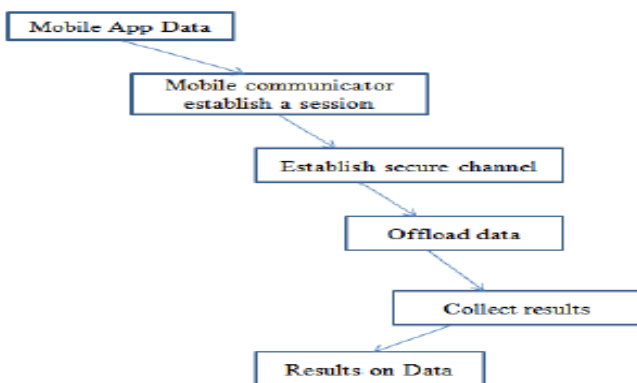 Mobile App Data
Mobile communicator
establish a session
Establish secure channel
Offload data
Collect results
Results on Data